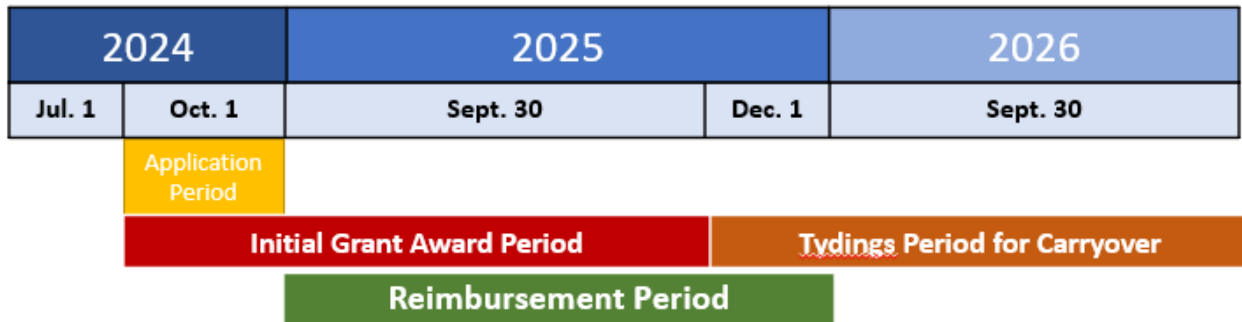 2024 2025 2026
Jul. 1 Oct. 1 Sept. 30 Dec. 1 Sept. 30
Application
Period
Initial Grant Award Period Tydings Period for Carryover
Reimbursement Period